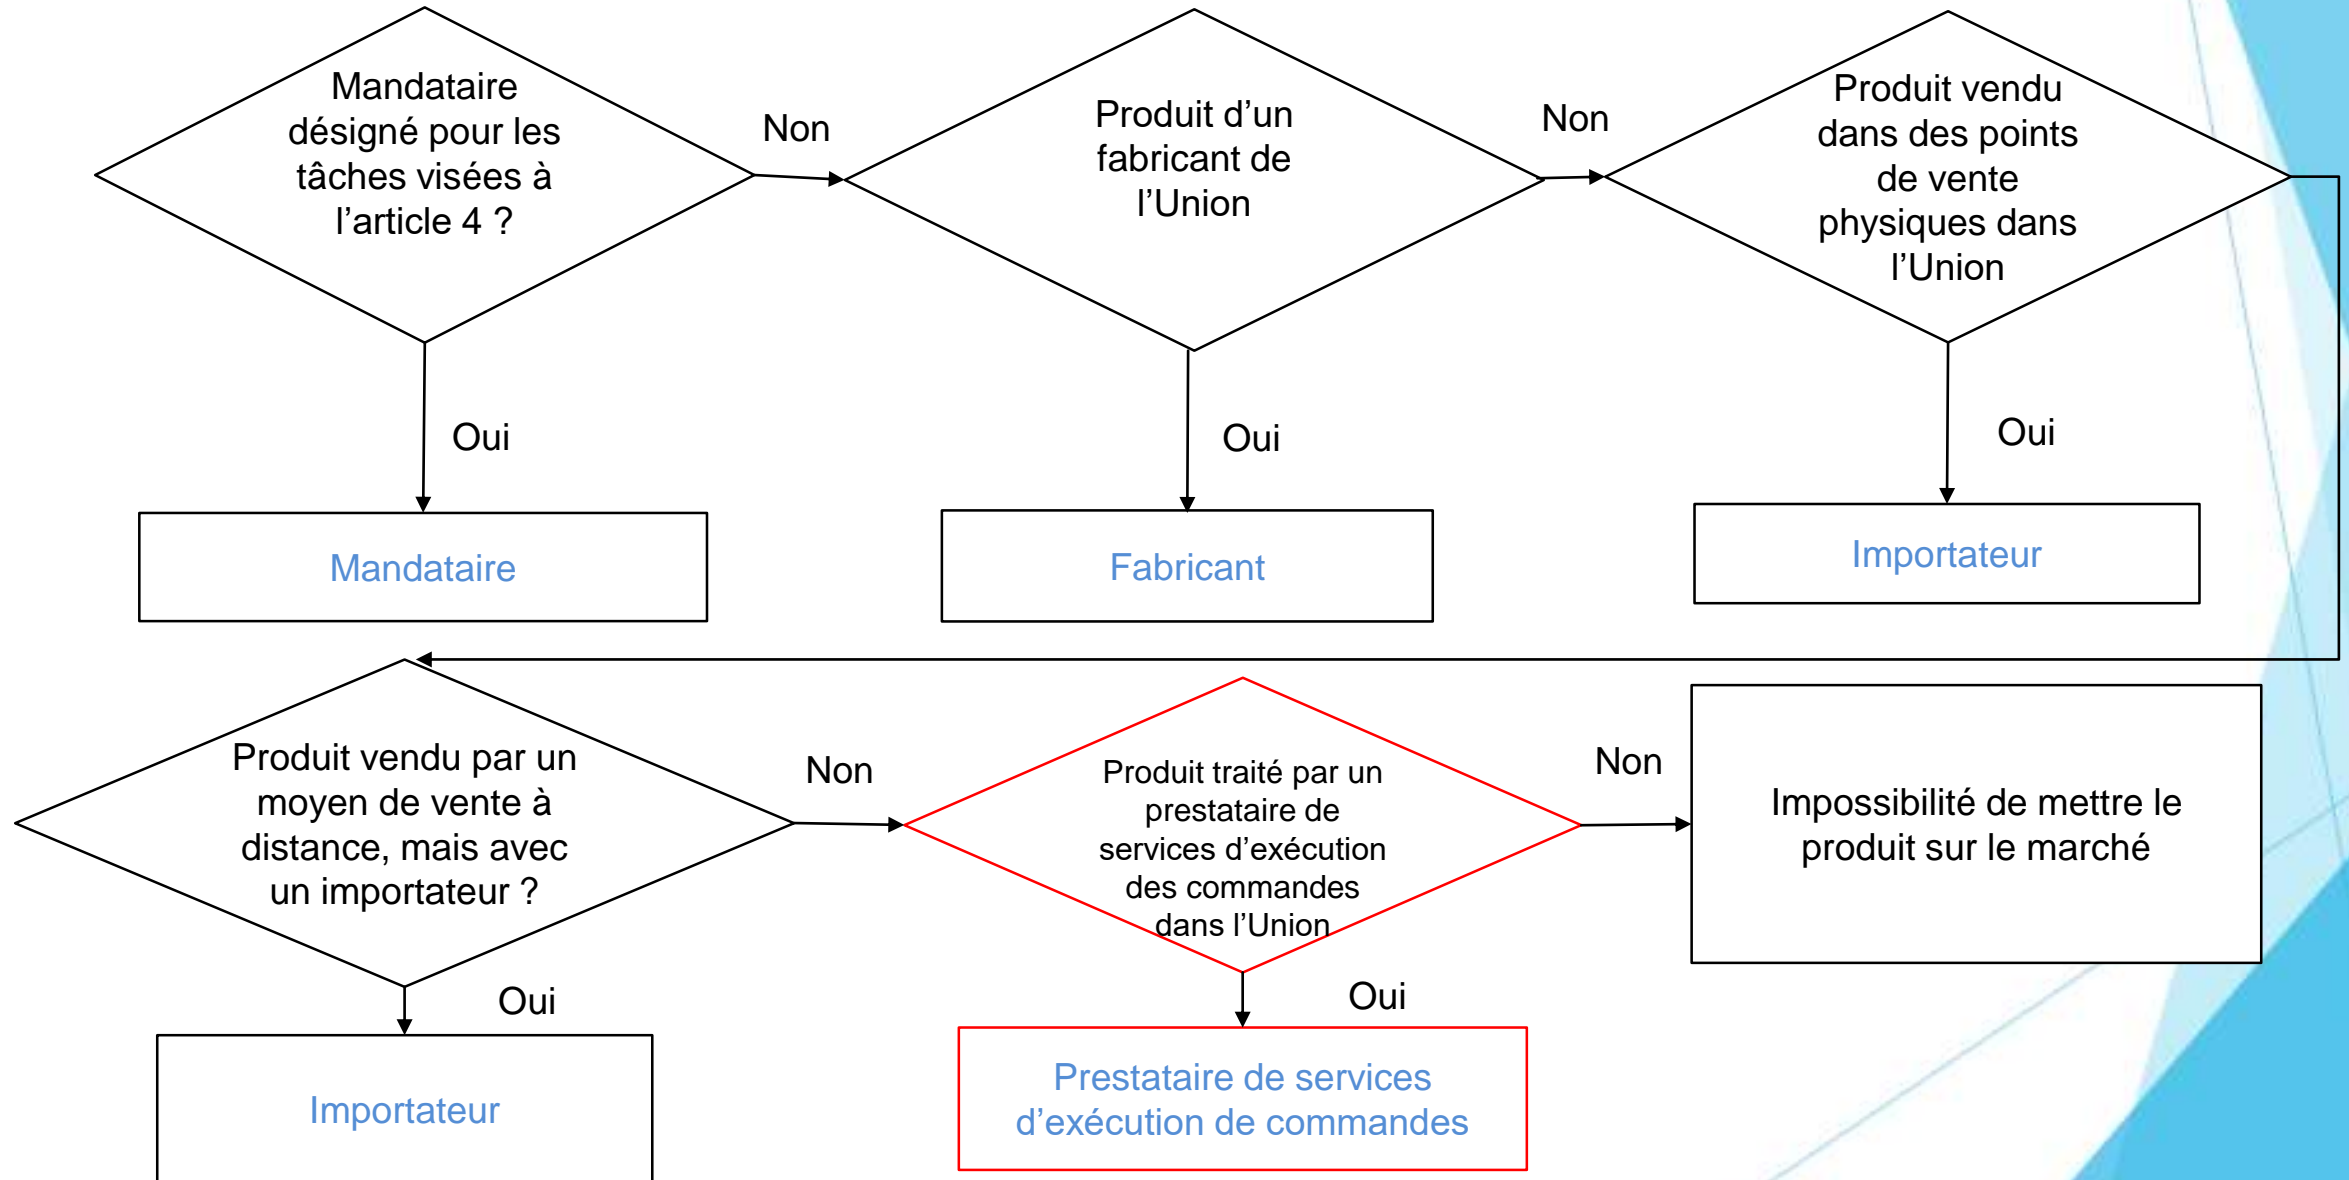 Mandataire
désigné pour les
tâches visées à
l’article 4 ?
Non
Produit d’un
fabricant de
l’Union
Non
Produit vendu
dans des points
de vente
physiques dans
l’Union
Oui
Oui
Oui
Mandataire
Fabricant
Importateur
Produit vendu par un
moyen de vente à
distance, mais avec
un importateur ?
Non
Produit traité par un
prestataire de
services d’exécution
des commandes
dans l’Union
Non
Impossibilité de mettre le
produit sur le marché
Oui
Oui
Importateur
Prestataire de services
d’exécution de commandes